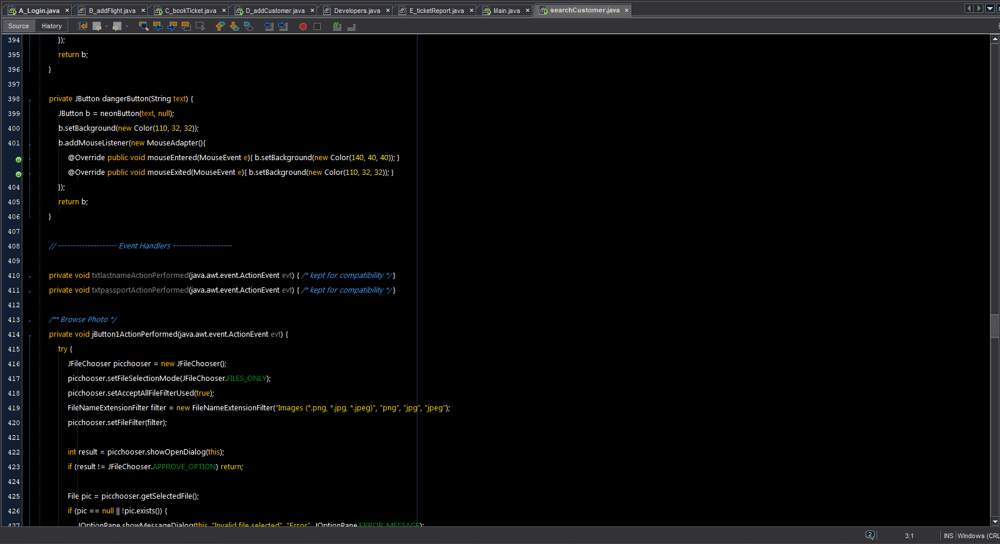 A_Login.java × B_addFlight.java × C_bookTicket.java × D_addCustomer.java × Developers.java × E_ticketReport.java × Main.java × searchCustomer.java ×
Source History
394 });
395 return b;
396 }
397
398 private JButton dangerButton(String text) {
399 JButton b = neonButton(text, null);
400 b.setBackground(new Color(110, 32, 32));
401 b.addMouseListener(new MouseAdapter(){
@Override public void mouseEntered(MouseEvent e){ b.setBackground(new Color(140, 40, 40)); }
@Override public void mouseExited(MouseEvent e){ b.setBackground(new Color(110, 32, 32)); }
404 });
405 return b;
406 }
407
408 // -------------------- Event Handlers --------------------
409
410 private void txtlastnameActionPerformed(java.awt.event.ActionEvent evt) { /* kept for compatibility */ }
411 private void txtpassportActionPerformed(java.awt.event.ActionEvent evt) { /* kept for compatibility */ }
412
413 /** Browse Photo */
414 private void jButton1ActionPerformed(java.awt.event.ActionEvent evt) {
415 try {
416 JFileChooser picchooser = new JFileChooser();
417 picchooser.setFileSelectionMode(JFileChooser.FILES_ONLY);
418 picchooser.setAcceptAllFileFilterUsed(true);
419 FileNameExtensionFilter filter = new FileNameExtensionFilter("Images (*.png, *.jpg, *.jpeg)", "png", "jpg", "jpeg");
420 picchooser.setFileFilter(filter);
421
422 int result = picchooser.showOpenDialog(this);
423 if (result != JFileChooser.APPROVE_OPTION) return;
424
425 File pic = picchooser.getSelectedFile();
426 if (pic == null || !pic.exists()) {
427 JOptionPane.showMessageDialog(this, "Invalid file selected", "Error", JOptionPane.ERROR_MESSAGE);
2 3:1 INS Windows (CRL